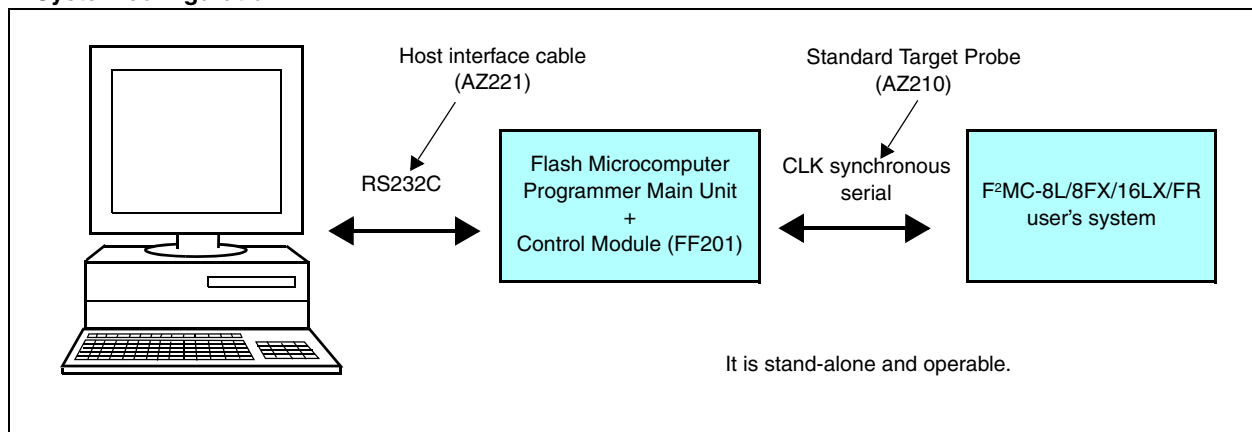 Host interface cable
(AZ221)
Standard Target Probe
(AZ210)
RS232C
Flash Microcomputer
Programmer Main Unit
+
Control Module (FF201)
CLK synchronous
serial
F²MC-8L/8FX/16LX/FR
user's system
It is stand-alone and operable.